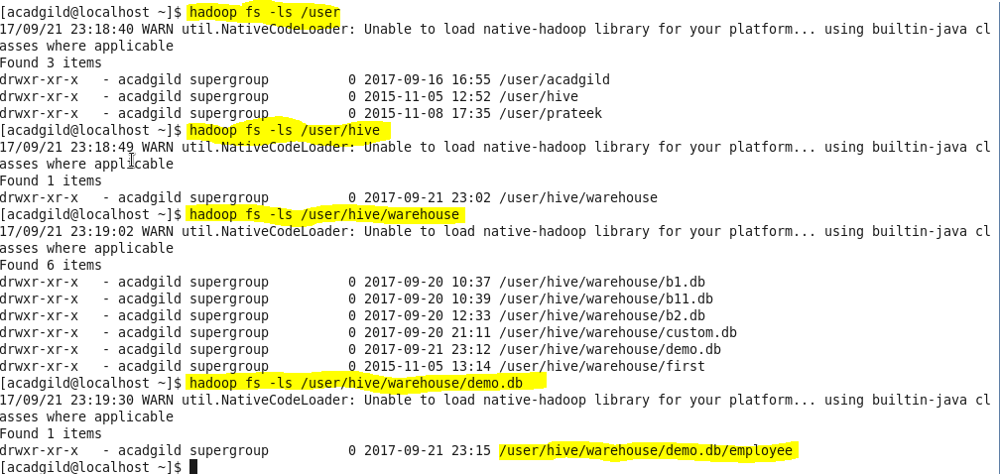 [acadgild@localhost ~]$ hadoop fs -ls /user
17/09/21 23:18:40 WARN util.NativeCodeLoader: Unable to load native-hadoop library for your platform... using builtin-java cl
asses where applicable
Found 3 items
drwxr-xr-x   - acadgild supergroup          0 2017-09-16 16:55 /user/acadgild
drwxr-xr-x   - acadgild supergroup          0 2015-11-05 12:52 /user/hive
drwxr-xr-x   - acadgild supergroup          0 2015-11-08 17:35 /user/prateek
[acadgild@localhost ~]$ hadoop fs -ls /user/hive
17/09/21 23:18:49 WARN util.NativeCodeLoader: Unable to load native-hadoop library for your platform... using builtin-java cl
asses where applicable
Found 1 items
drwxr-xr-x   - acadgild supergroup          0 2017-09-21 23:02 /user/hive/warehouse
[acadgild@localhost ~]$ hadoop fs -ls /user/hive/warehouse
17/09/21 23:19:02 WARN util.NativeCodeLoader: Unable to load native-hadoop library for your platform... using builtin-java cl
asses where applicable
Found 6 items
drwxr-xr-x   - acadgild supergroup          0 2017-09-20 10:37 /user/hive/warehouse/b1.db
drwxr-xr-x   - acadgild supergroup          0 2017-09-20 10:39 /user/hive/warehouse/b11.db
drwxr-xr-x   - acadgild supergroup          0 2017-09-20 12:33 /user/hive/warehouse/b2.db
drwxr-xr-x   - acadgild supergroup          0 2017-09-20 21:11 /user/hive/warehouse/custom.db
drwxr-xr-x   - acadgild supergroup          0 2017-09-21 23:12 /user/hive/warehouse/demo.db
drwxr-xr-x   - acadgild supergroup          0 2015-11-05 13:14 /user/hive/warehouse/first
[acadgild@localhost ~]$ hadoop fs -ls /user/hive/warehouse/demo.db
17/09/21 23:19:30 WARN util.NativeCodeLoader: Unable to load native-hadoop library for your platform... using builtin-java cl
asses where applicable
Found 1 items
drwxr-xr-x   - acadgild supergroup          0 2017-09-21 23:15 /user/hive/warehouse/demo.db/employee
[acadgild@localhost ~]$